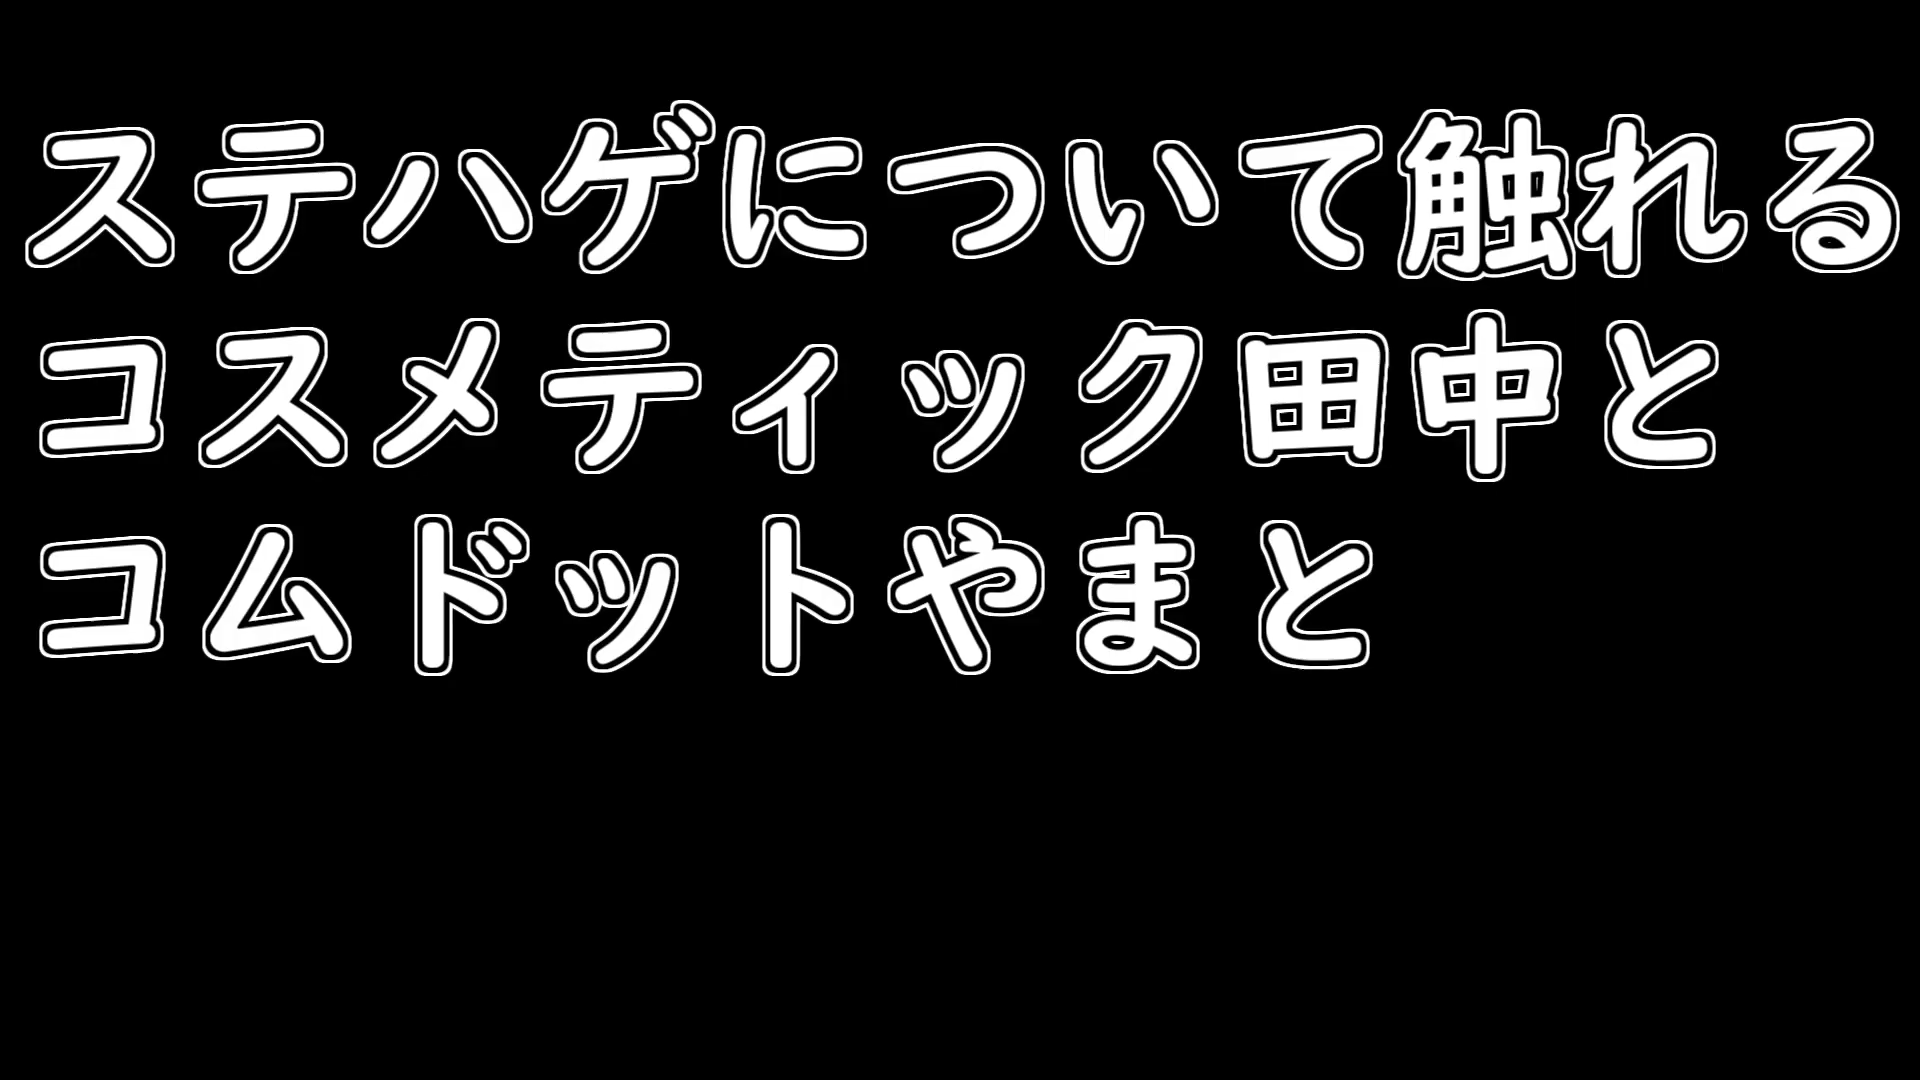 ステハゲについて触れる
コスメティック田中と
コムドットやまと